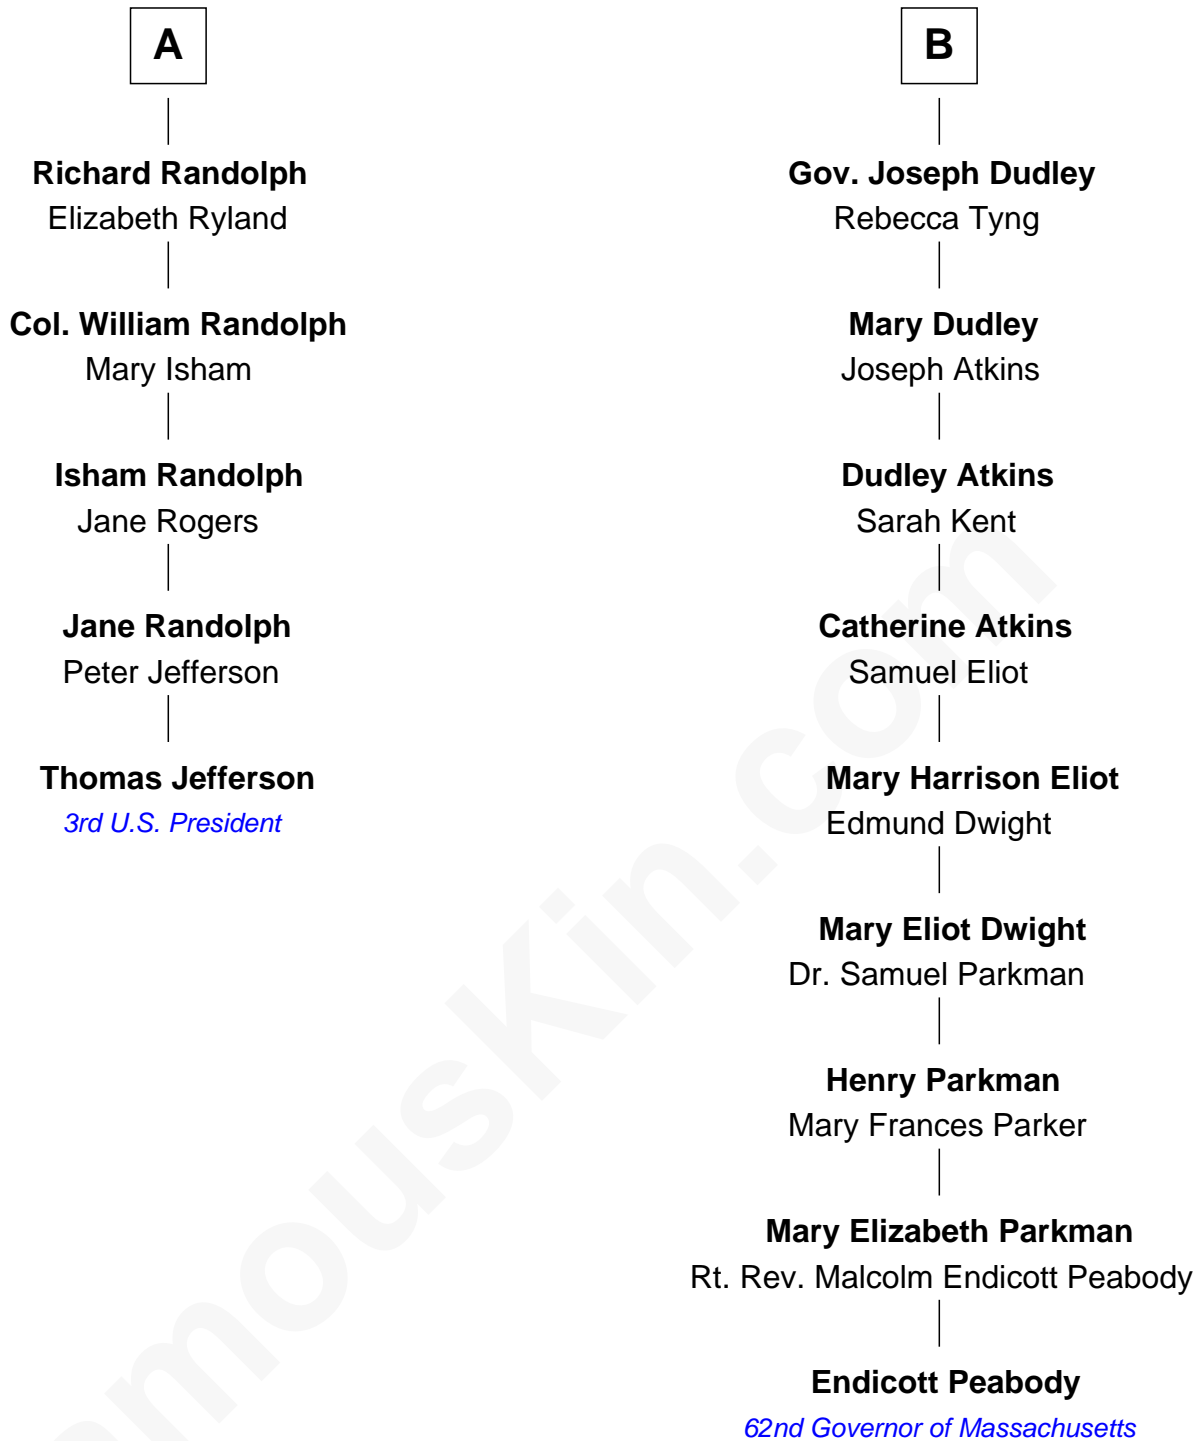 A
Richard Randolph
Elizabeth Ryland
Col. William Randolph
Mary Isham
Isham Randolph
Jane Rogers
Jane Randolph
Peter Jefferson
Thomas Jefferson
3rd U.S. President
B
Gov. Joseph Dudley
Rebecca Tyng
Mary Dudley
Joseph Atkins
Dudley Atkins
Sarah Kent
Catherine Atkins
Samuel Eliot
Mary Harrison Eliot
Edmund Dwight
Mary Eliot Dwight
Dr. Samuel Parkman
Henry Parkman
Mary Frances Parker
Mary Elizabeth Parkman
Rt. Rev. Malcolm Endicott Peabody
Endicott Peabody
62nd Governor of Massachusetts
amouskin.com